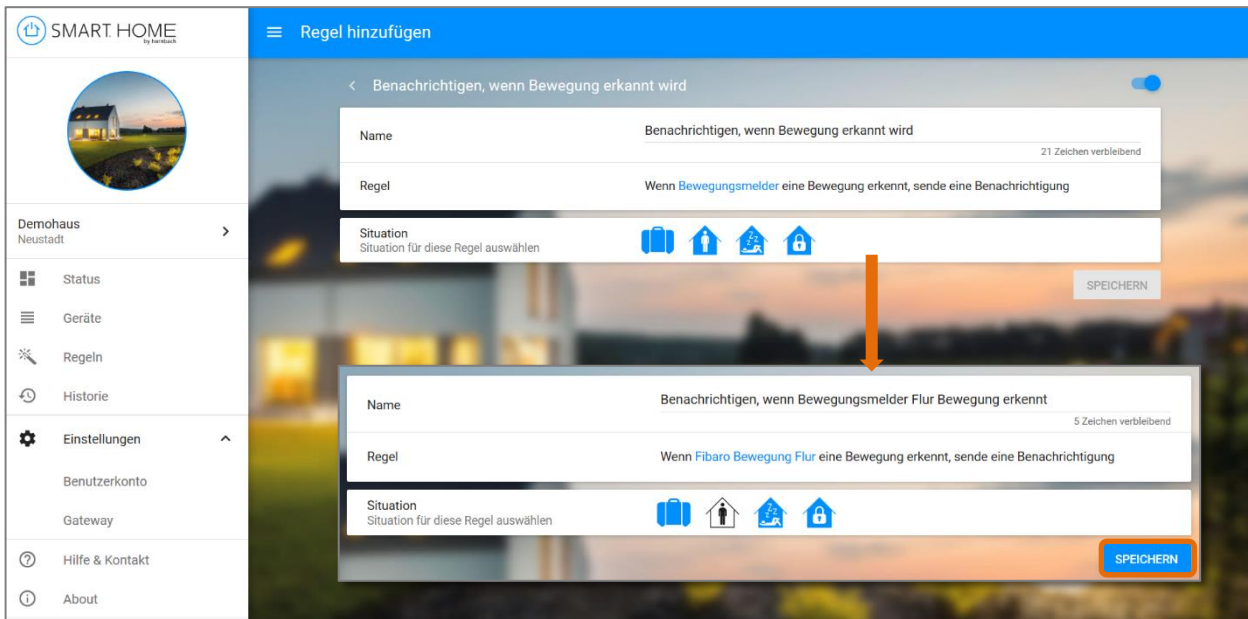 SMART HOME
by hornbach
Regel hinzufügen
Benachrichtigen, wenn Bewegung erkannt wird
Name
Benachrichtigen, wenn Bewegung erkannt wird
21 Zeichen verbleibend
Regel
Wenn Bewegungsmelder eine Bewegung erkennt, sende eine Benachrichtigung
Situation
Situation für diese Regel auswählen
SPEICHERN
Demohaus
Neustadt
Status
Geräte
Regeln
Historie
Einstellungen
Benutzerkonto
Gateway
Hilfe & Kontakt
About
Name
Benachrichtigen, wenn Bewegungsmelder Flur Bewegung erkennt
5 Zeichen verbleibend
Regel
Wenn Fibaro Bewegung Flur eine Bewegung erkennt, sende eine Benachrichtigung
Situation
Situation für diese Regel auswählen
SPEICHERN